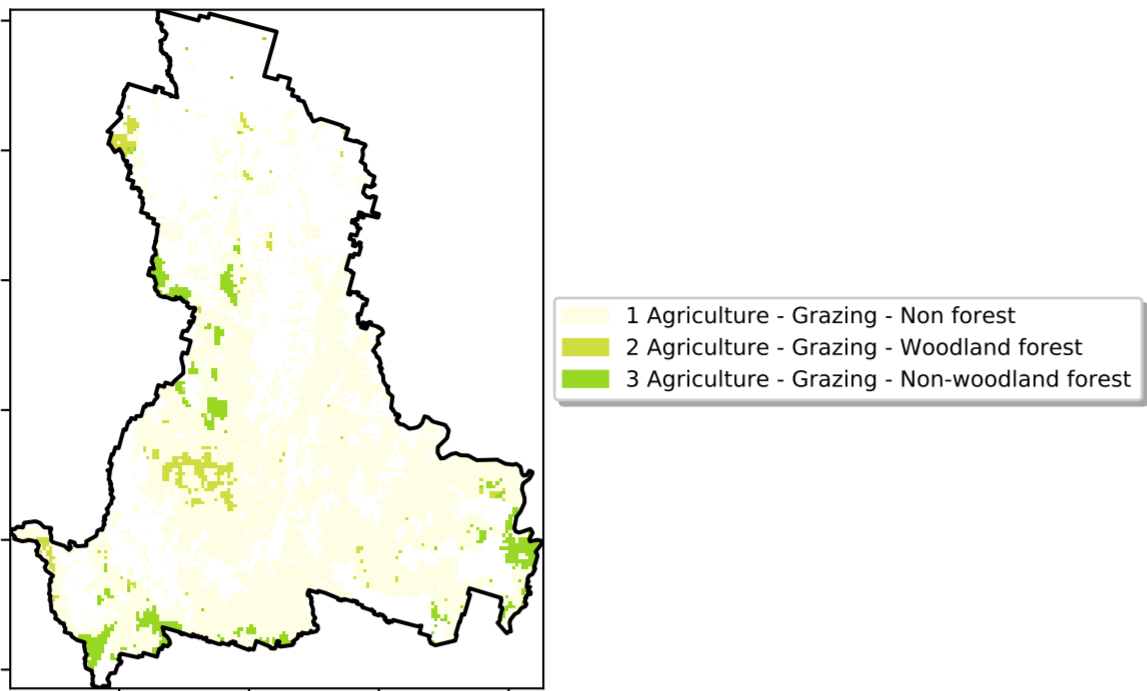 1 Agriculture - Grazing - Non forest
2 Agriculture - Grazing - Woodland forest
3 Agriculture - Grazing - Non-woodland forest